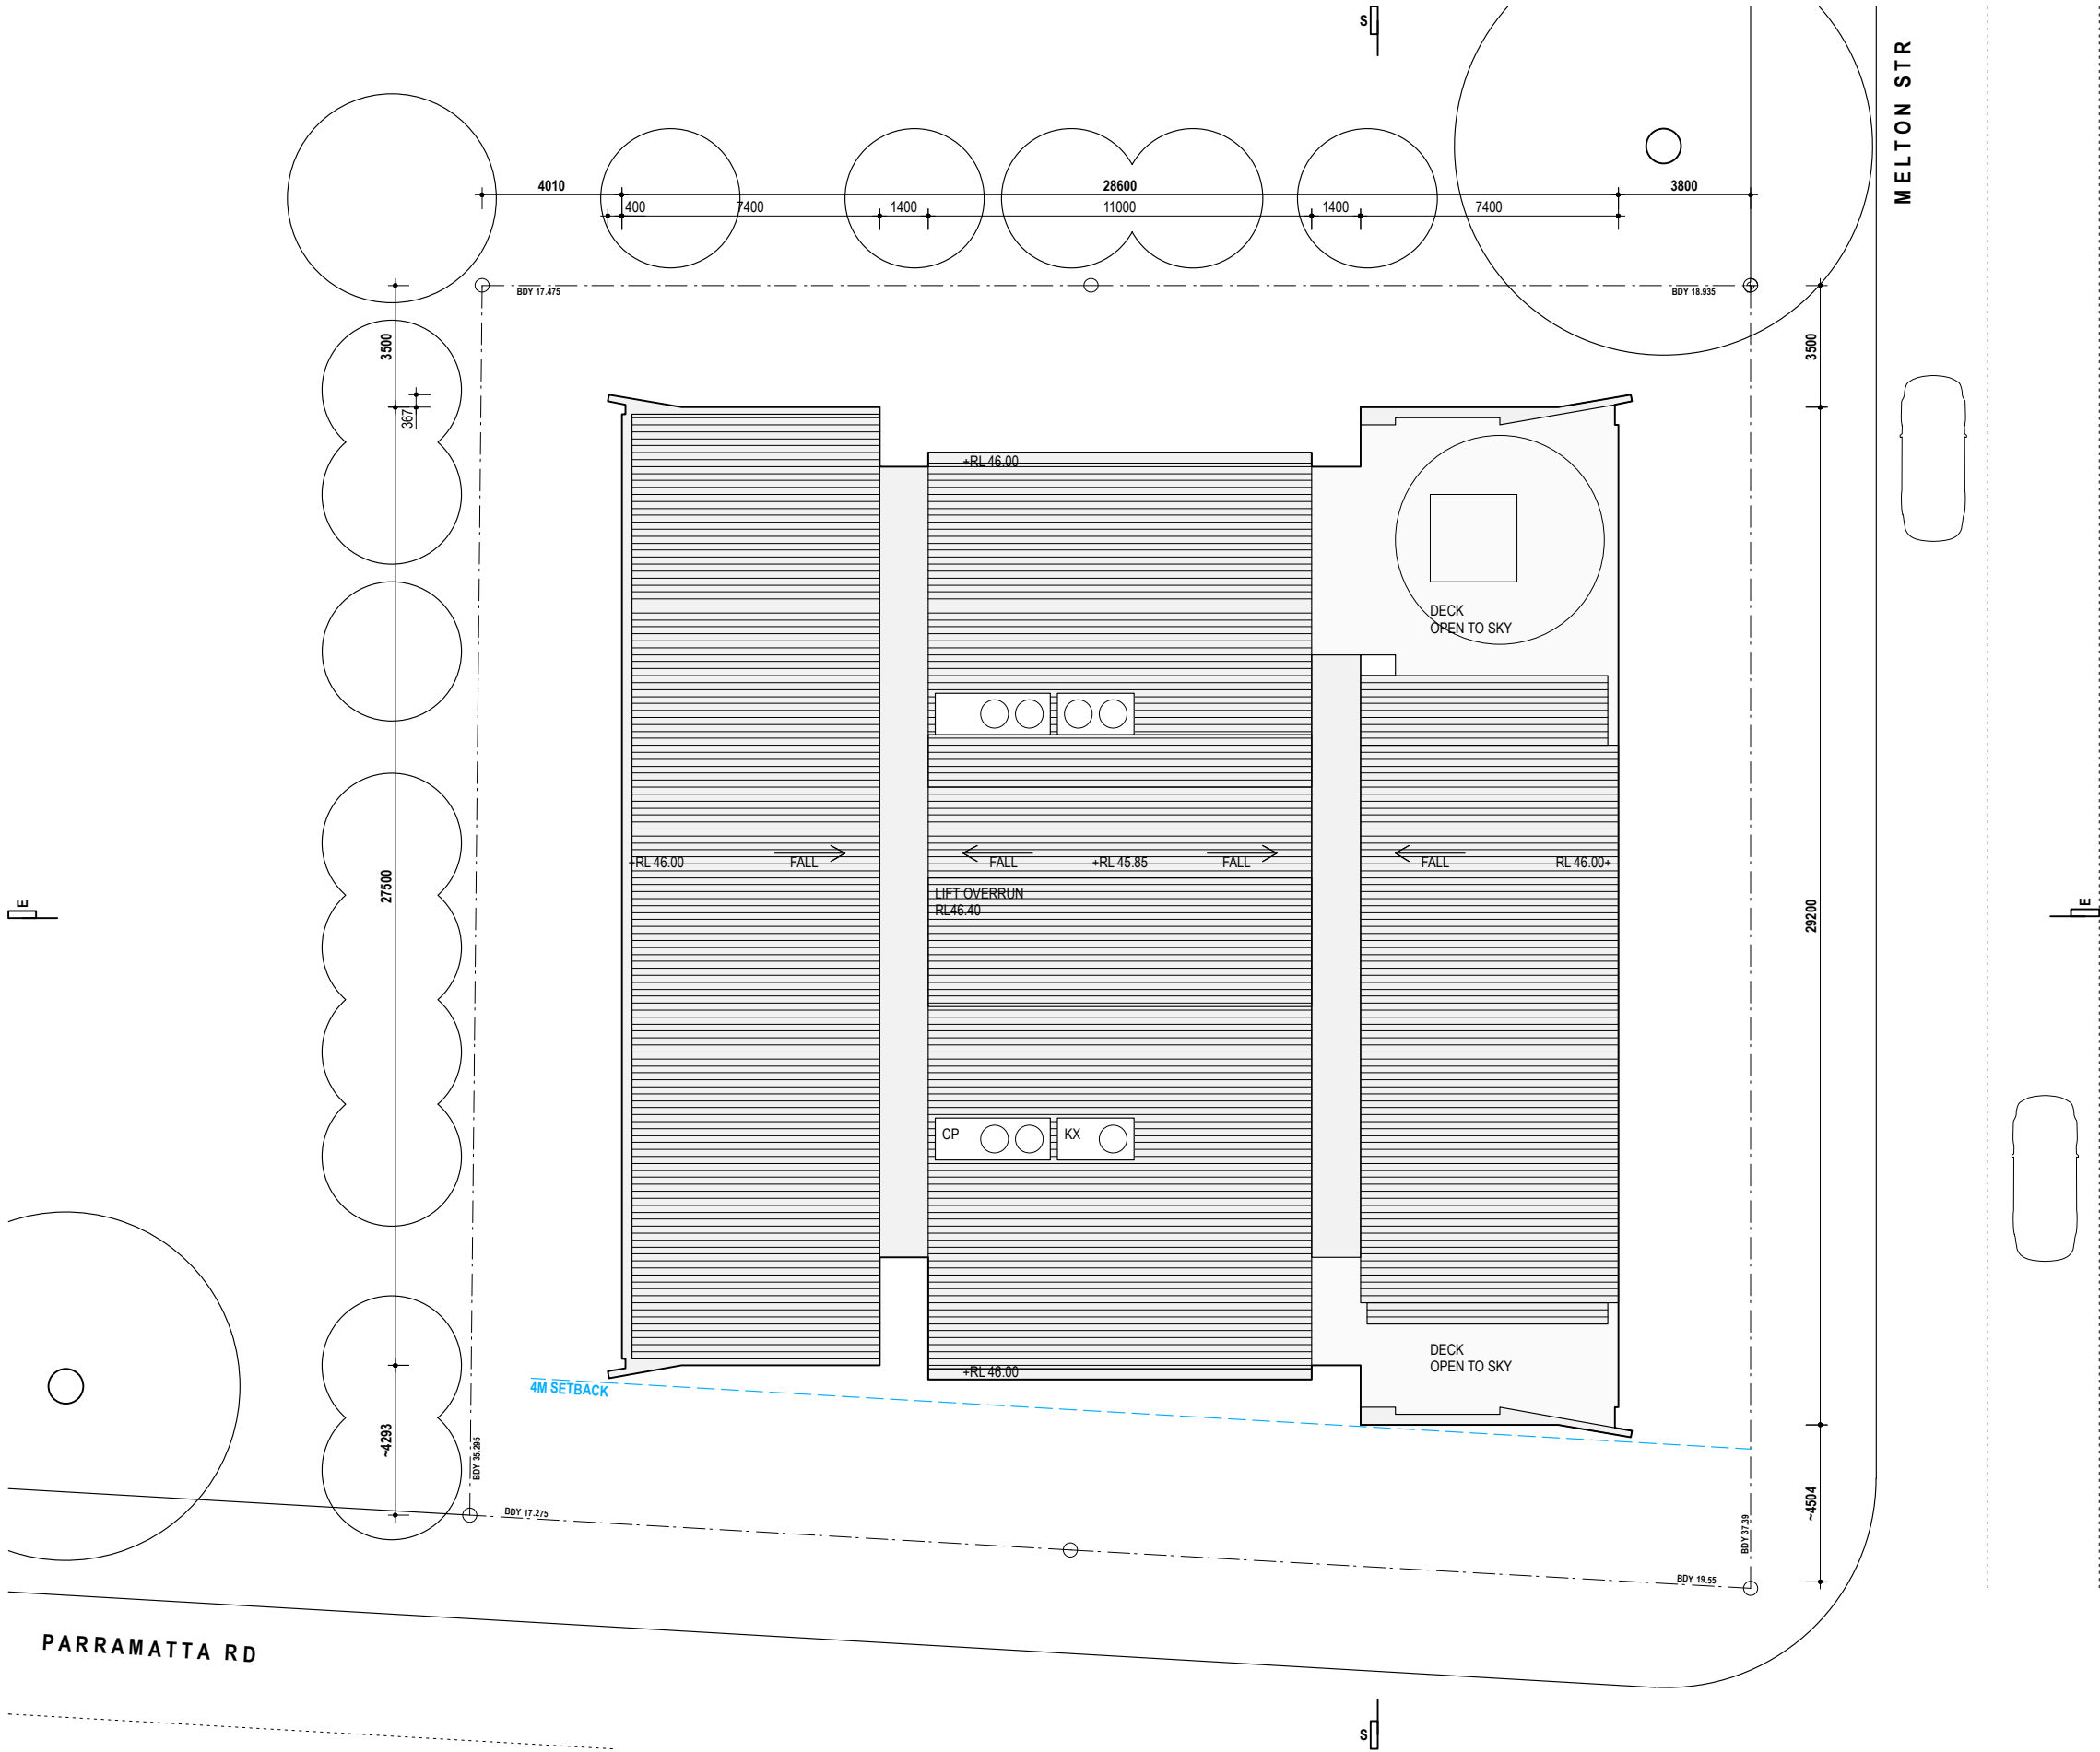 S
MELTON STR
4010
28600
3800
400
7400
1400
11000
1400
7400
BDY 17.475
BDY 18.935
3500
3500
367
+RL 46.00
DECK
OPEN TO SKY
+RL 46.00
FALL
FALL
+RL 45.85
FALL
FALL
RL 46.00+
LIFT OVERRUN
RL46.40
27500
29200
E
E
CP
KX
DECK
OPEN TO SKY
+RL 46.00
4M SETBACK
~4293
BDY 35.295
BDY 17.275
~4504
BDY 37.39
BDY 19.55
PARRAMATTA RD
S